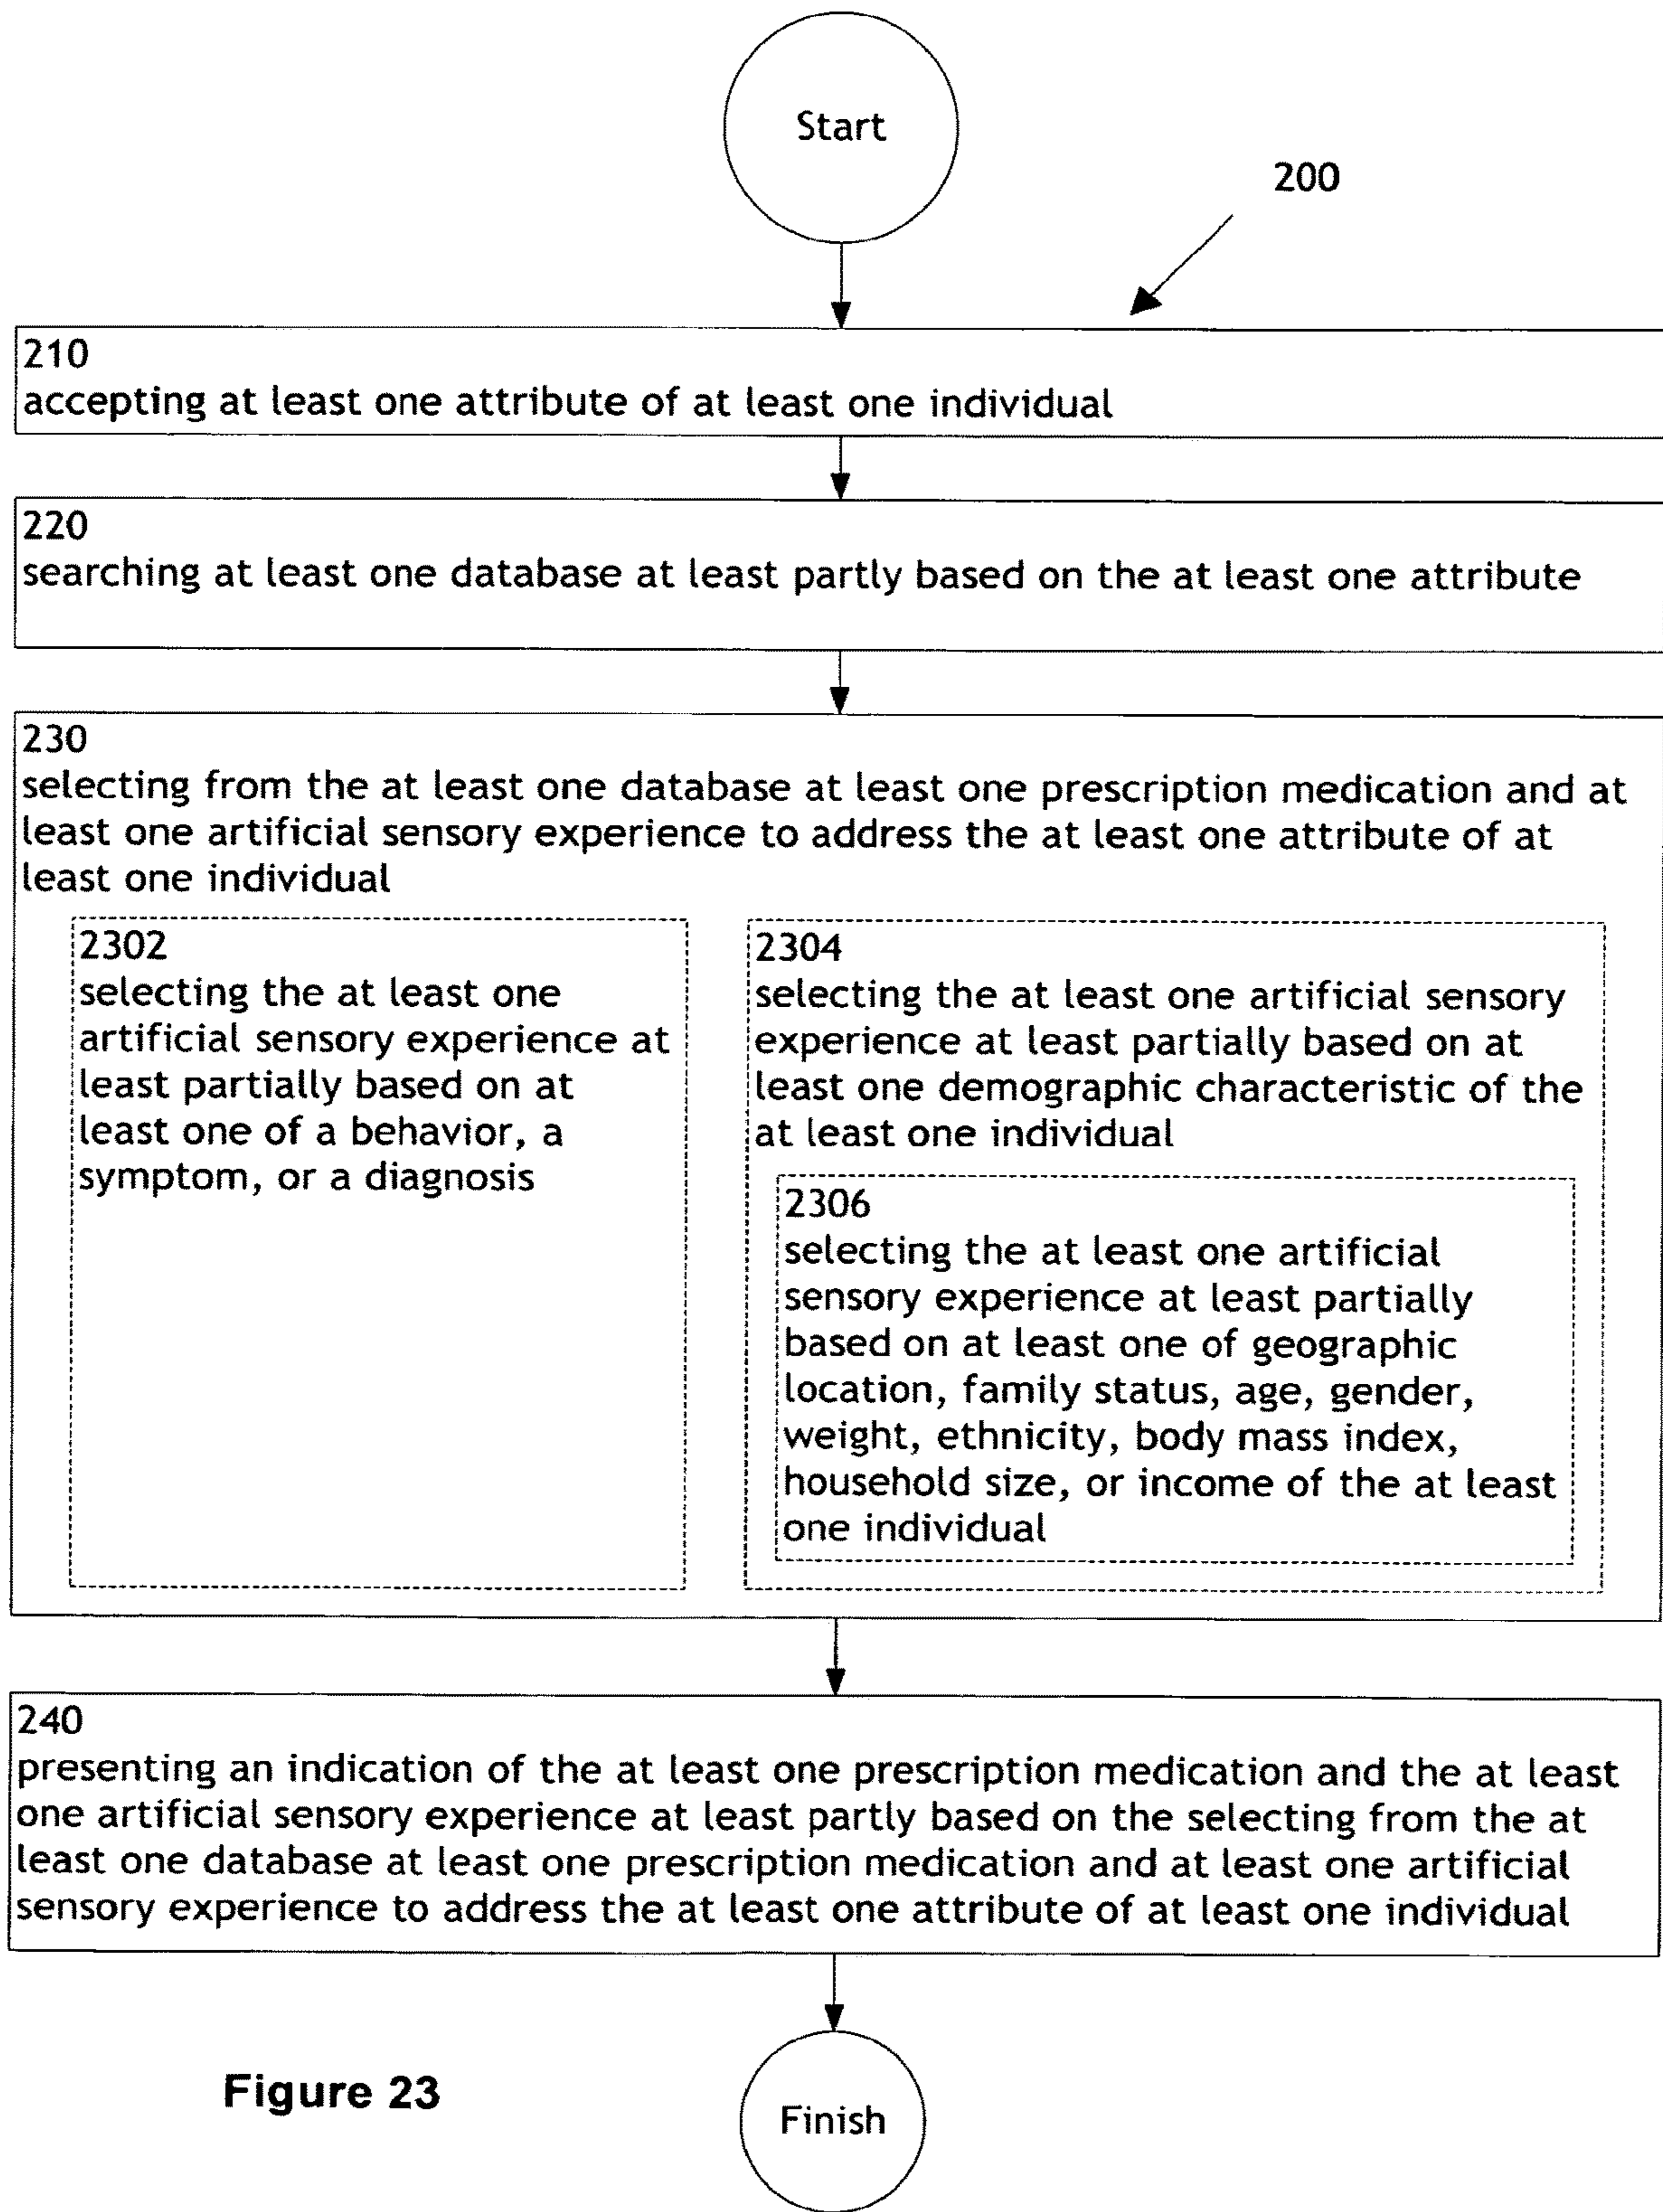 Start
200
210
accepting at least one attribute of at least one individual
220
searching at least one database at least partly based on the at least one attribute
230
selecting from the at least one database at least one prescription medication and at
least one artificial sensory experience to address the at least one attribute of at
least one individual
2302
selecting the at least one
artificial sensory experience at
least partially based on at
least one of a behavior, a
symptom, or a diagnosis
2304
selecting the at least one artificial sensory
experience at least partially based on at
least one demographic characteristic of the
at least one individual
2306
selecting the at least one artificial
sensory experience at least partially
based on at least one of geographic
location, family status, age, gender,
weight, ethnicity, body mass index,
household size, or income of the at least
one individual
240
presenting an indication of the at least one prescription medication and the at least
one artificial sensory experience at least partly based on the selecting from the at
least one database at least one prescription medication and at least one artificial
sensory experience to address the at least one attribute of at least one individual
Figure 23
Finish